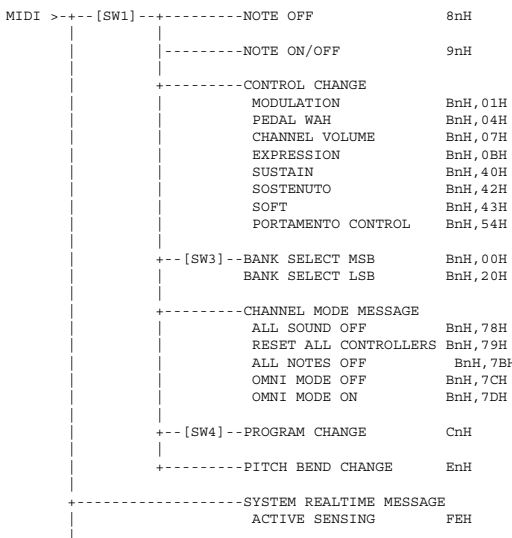 MIDI >-+--[SW1]--+---------NOTE OFF 8nH
|---------NOTE ON/OFF 9nH
+---------CONTROL CHANGE
MODULATION BnH,01H
PEDAL WAH BnH,04H
CHANNEL VOLUME BnH,07H
EXPRESSION BnH,0BH
SUSTAIN BnH,40H
SOSTENUTO BnH,42H
SOFT BnH,43H
PORTAMENTO CONTROL BnH,54H
+--[SW3]--BANK SELECT MSB BnH,00H
BANK SELECT LSB BnH,20H
+---------CHANNEL MODE MESSAGE
ALL SOUND OFF BnH,78H
RESET ALL CONTROLLERS BnH,79H
ALL NOTES OFF BnH,7BH
OMNI MODE OFF BnH,7CH
OMNI MODE ON BnH,7DH
+--[SW4]--PROGRAM CHANGE CnH
+---------PITCH BEND CHANGE EnH
+-------------------SYSTEM REALTIME MESSAGE
ACTIVE SENSING FEH